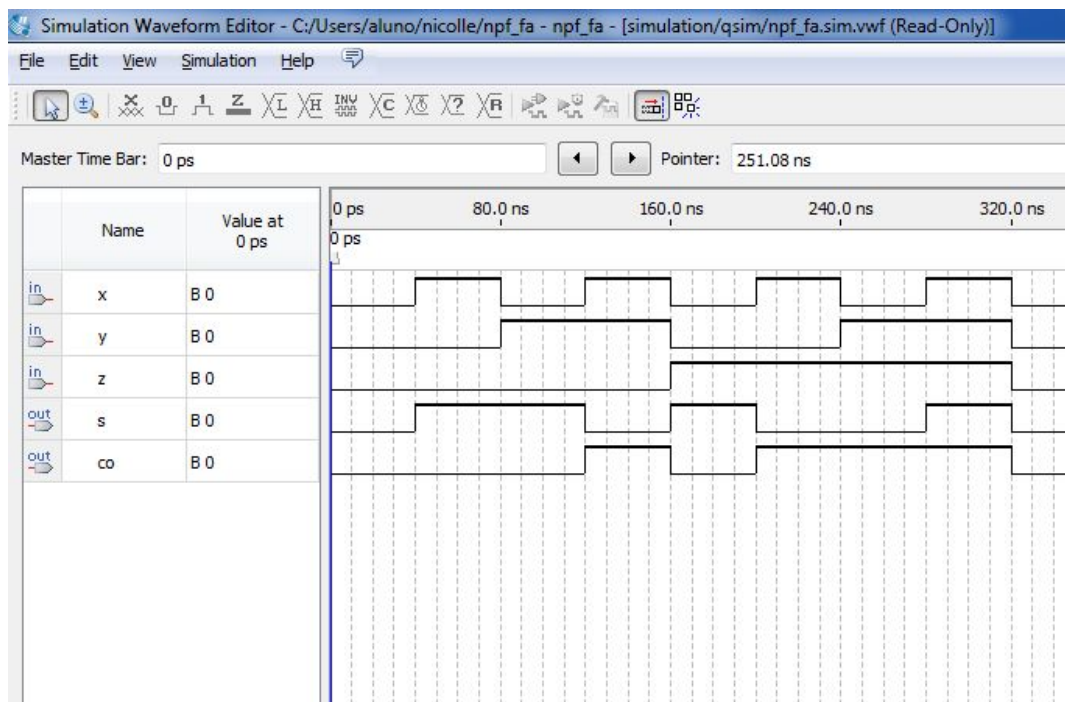 Simulation Waveform Editor - C:/Users/aluno/nicolle/npf_fa - npf_fa - [simulation/qsim/npf_fa.sim.vwf (Read-Only)]
File Edit View Simulation Help
Master Time Bar: 0 ps Pointer: 251.08 ns
Name Value at 0 ps
0 ps 80.0 ns 160.0 ns 240.0 ns 320.0 ns
0 ps
in x B 0
in y B 0
in z B 0
out s B 0
out co B 0